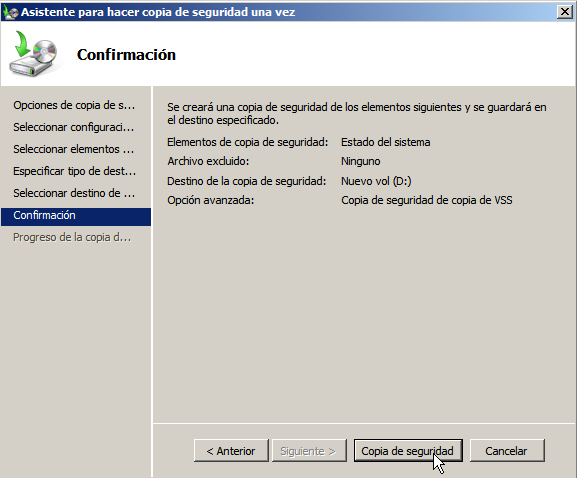 Asistente para hacer copia de seguridad una vez
Confirmación
Opciones de copia de s...
Seleccionar configuraci...
Seleccionar elementos ...
Especificar tipo de dest...
Seleccionar destino de ...
Confirmación
Progreso de la copia d...
Se creará una copia de seguridad de los elementos siguientes y se guardará en
el destino especificado.
Elementos de copia de seguridad: Estado del sistema
Archivo excluido: Ninguno
Destino de la copia de seguridad: Nuevo vol (D:)
Opción avanzada: Copia de seguridad de copia de VSS
< Anterior Siguiente > Copia de seguridad Cancelar